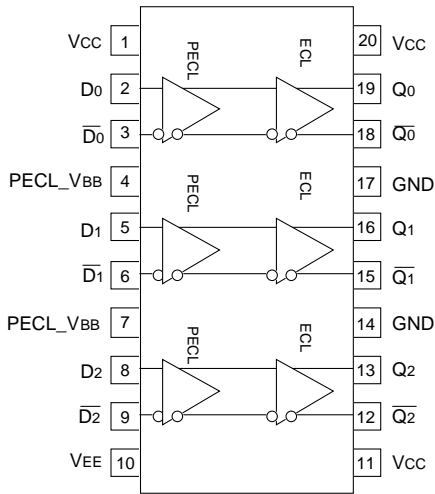 VCC 1 20 VCC
PECL ECL
D0 2 19 Q0
D̅0̅ 3 18 Q̅0̅
PECL_VBB 4 17 GND
PECL ECL
D1 5 16 Q1
D̅1̅ 6 15 Q̅1̅
PECL_VBB 7 14 GND
PECL ECL
D2 8 13 Q2
D̅2̅ 9 12 Q̅2̅
VEE 10 11 VCC